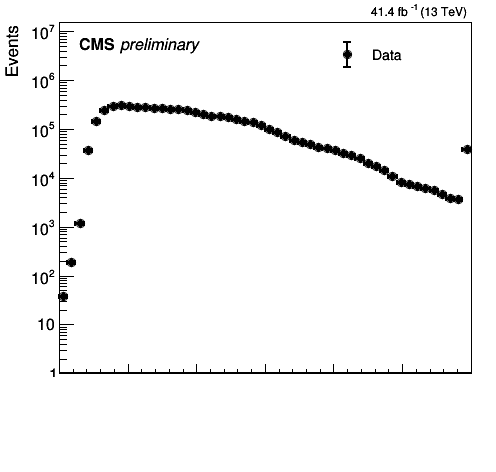 41.4 fb⁻¹ (13 TeV)
Events
CMS preliminary
Data
10⁷
10⁶
10⁵
10⁴
10³
10²
10
1